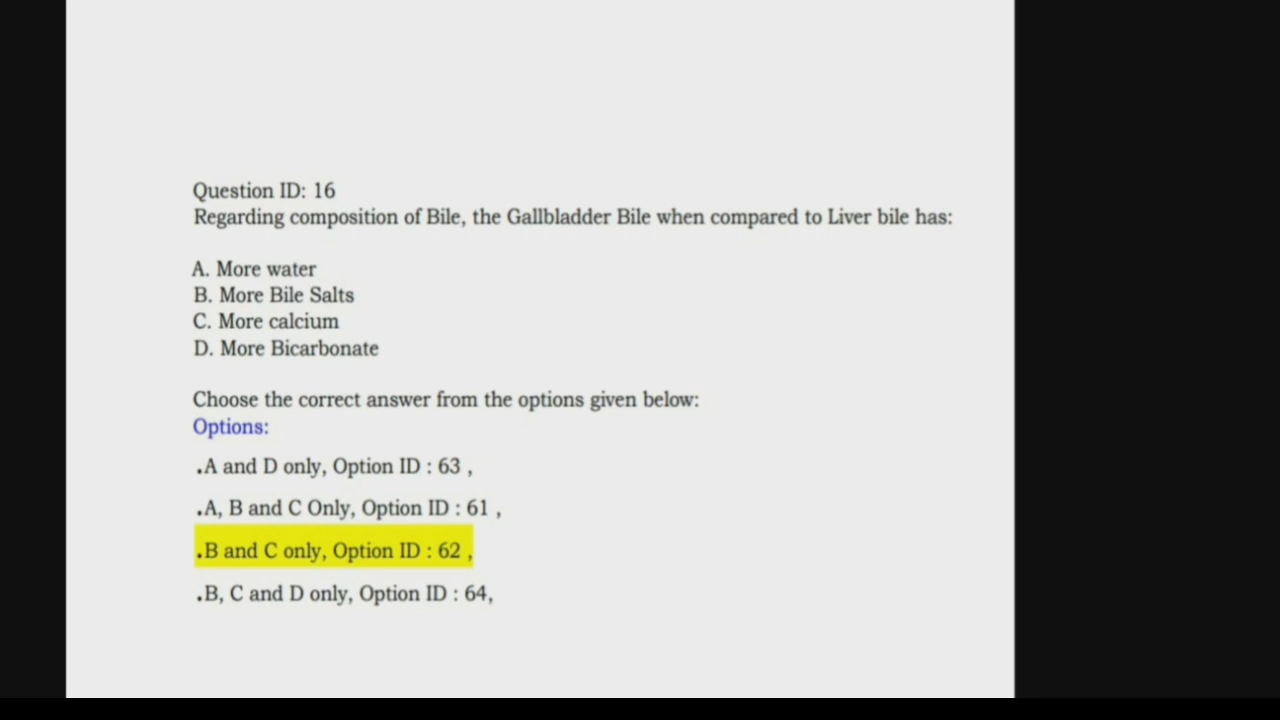 Question ID: 16
Regarding composition of Bile, the Gallbladder Bile when compared to Liver bile has:
A. More water
B. More Bile Salts
C. More calcium
D. More Bicarbonate
Choose the correct answer from the options given below:
Options:
.A and D only, Option ID : 63 ,
.A, B and C Only, Option ID : 61 ,
.B and C only, Option ID : 62 ,
.B, C and D only, Option ID : 64,